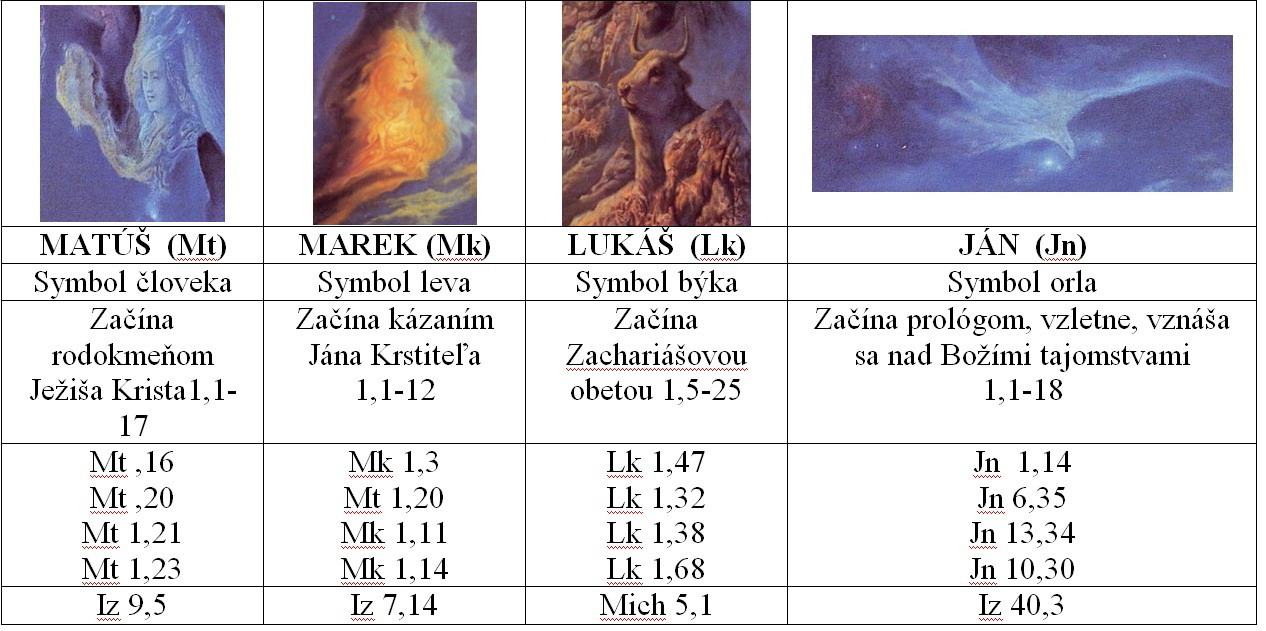 MATÚŠ (Mt)
MAREK (Mk)
LUKÁŠ (Lk)
JÁN (Jn)
Symbol človeka
Symbol leva
Symbol býka
Symbol orla
Začína
rodokmeňom
Ježiša Krista1,1-
17
Začína kázaním
Jána Krstiteľa
1,1-12
Začína
Zachariášovou
obetou 1,5-25
Začína prológom, vzletne, vznáša
sa nad Božími tajomstvami
1,1-18
Mt ,16
Mt ,20
Mt 1,21
Mt 1,23
Mk 1,3
Mt 1,20
Mk 1,11
Mk 1,14
Lk 1,47
Lk 1,32
Lk 1,38
Lk 1,68
Jn 1,14
Jn 6,35
Jn 13,34
Jn 10,30
Iz 9,5
Iz 7,14
Mich 5,1
Iz 40,3